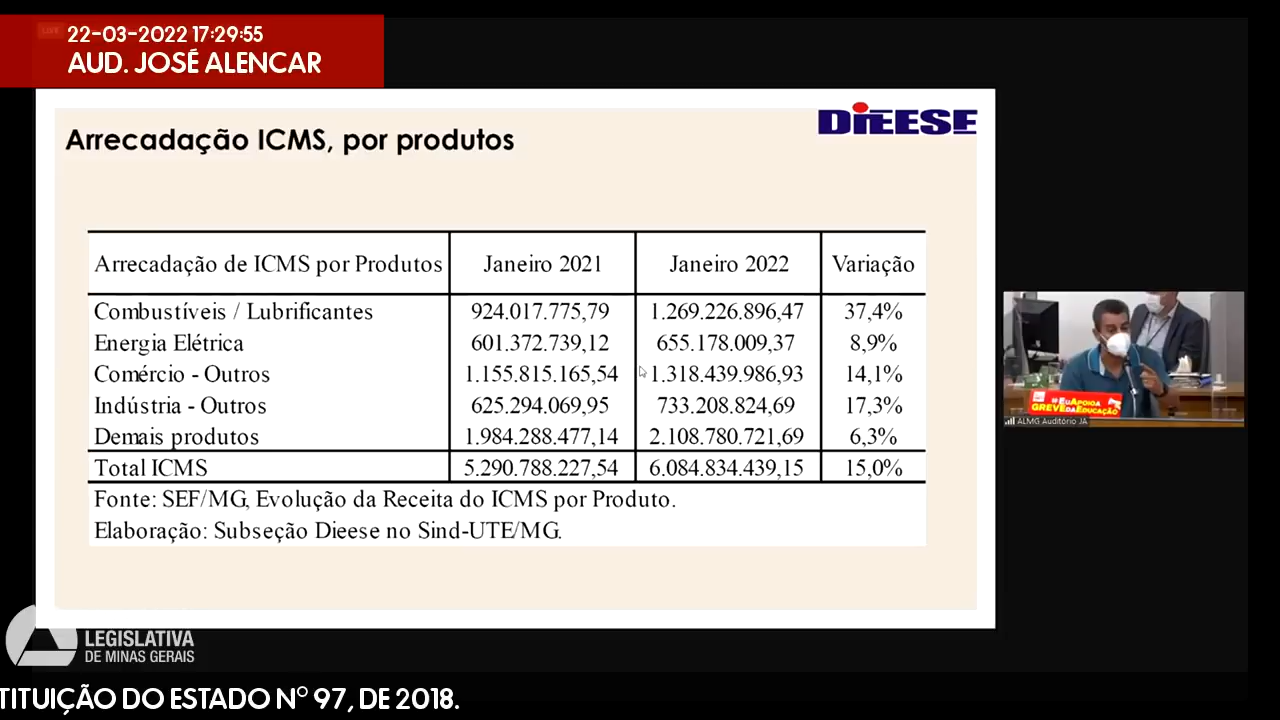 LIVE
22-03-2022 17:29:55
AUD. JOSÉ ALENCAR
Arrecadação ICMS, por produtos
DIEESE
Arrecadação de ICMS por Produtos Janeiro 2021 Janeiro 2022 Variação
Combustíveis / Lubrificantes 924.017.775,79 1.269.226.896,47 37,4%
Energia Elétrica 601.372.739,12 655.178.009,37 8,9%
Comércio - Outros 1.155.815.165,54 1.318.439.986,93 14,1%
Indústria - Outros 625.294.069,95 733.208.824,69 17,3%
Demais produtos 1.984.288.477,14 2.108.780.721,69 6,3%
Total ICMS 5.290.788.227,54 6.084.834.439,15 15,0%
Fonte: SEF/MG, Evolução da Receita do ICMS por Produto.
Elaboração: Subseção Dieese no Sind-UTE/MG.
#EUAPOIOA
GREVEDAEDUCAÇÃO
ALMG Auditório JA
LEGISLATIVA
DE MINAS GERAIS
TITUIÇÃO DO ESTADO Nº 97, DE 2018.